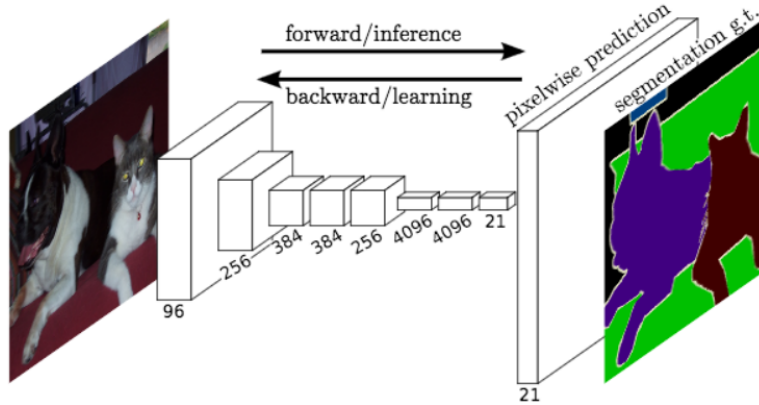 forward/inference
backward/learning
pixelwise prediction
segmentation g.t.
96
256
384
384
256
4096
4096
21
21